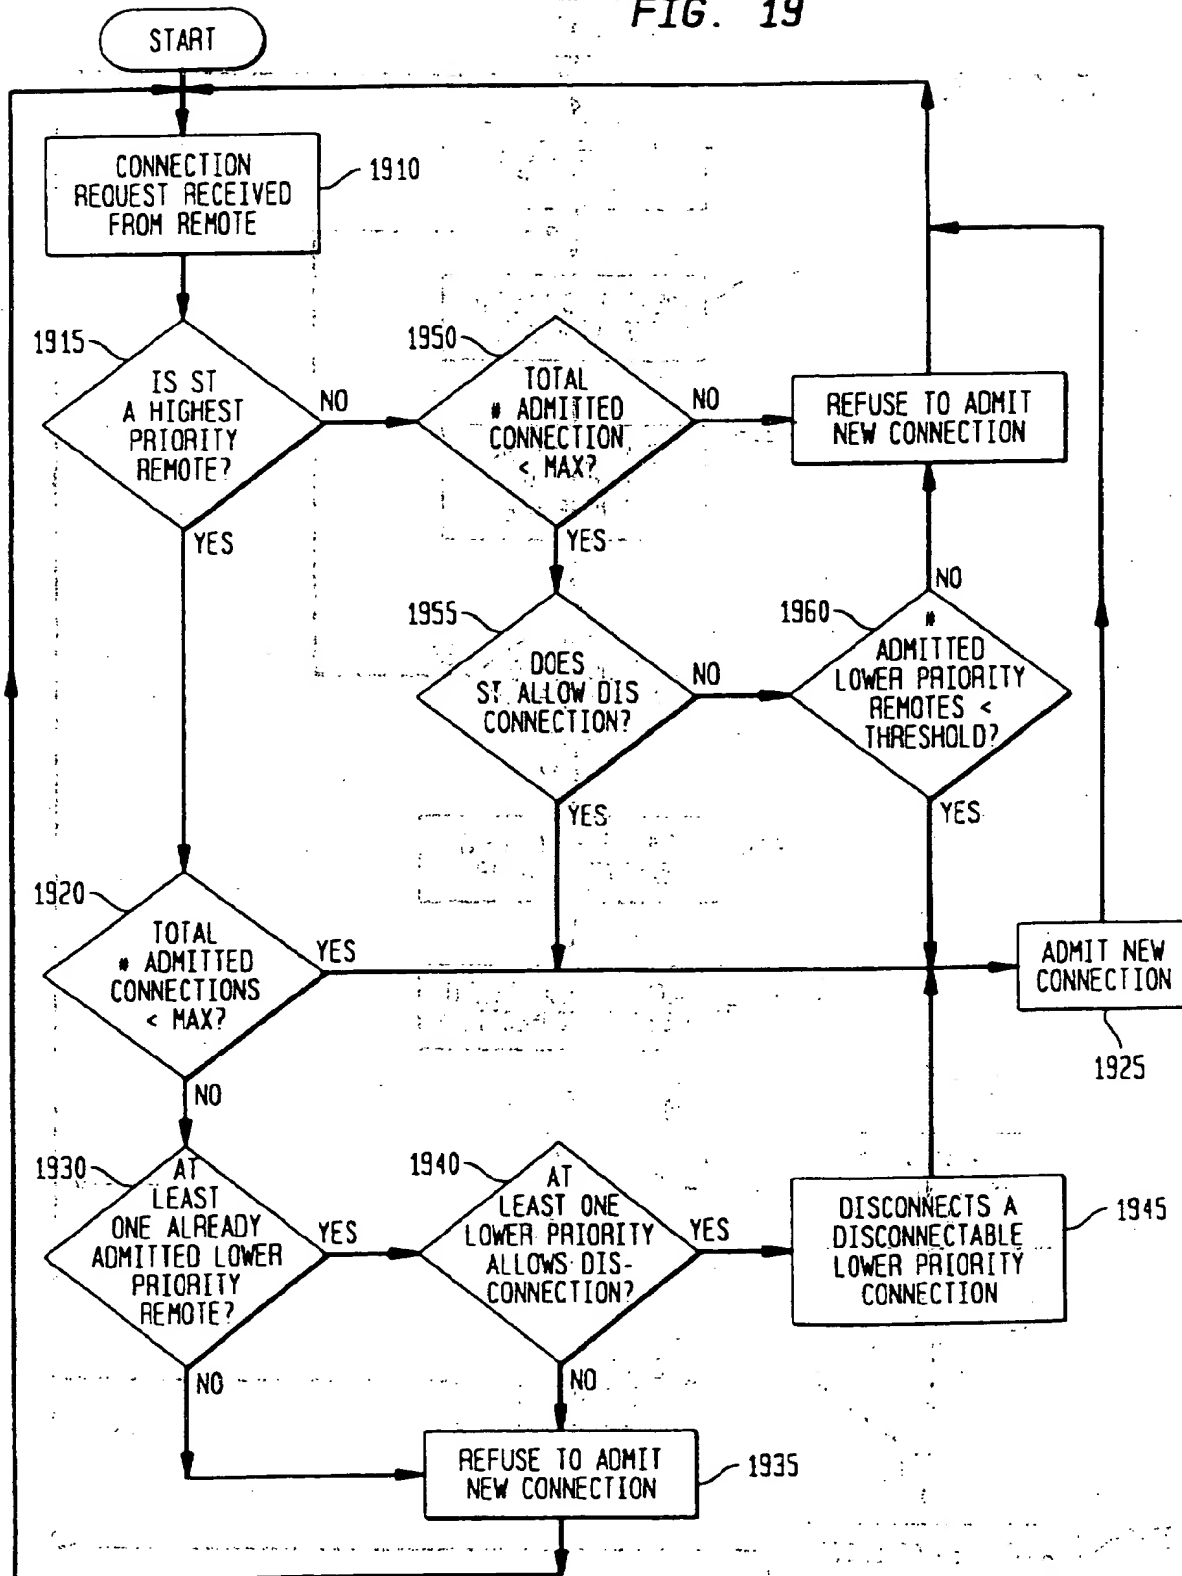 FIG. 19
START
CONNECTION
REQUEST RECEIVED
FROM REMOTE
1910
1915
IS ST
A HIGHEST
PRIORITY
REMOTE?
NO
YES
1950
TOTAL
# ADMITTED
CONNECTION
< MAX?
NO
YES
REFUSE TO ADMIT
NEW CONNECTION
1955
DOES
ST ALLOW DIS
CONNECTION?
NO
YES
1960
NO
#
ADMITTED
LOWER PRIORITY
REMOTES <
THRESHOLD?
YES
1920
TOTAL
# ADMITTED
CONNECTIONS
< MAX?
YES
NO
ADMIT NEW
CONNECTION
1925
1930
AT
LEAST
ONE ALREADY
ADMITTED LOWER
PRIORITY
REMOTE?
YES
NO
1940
AT
LEAST ONE
LOWER PRIORITY
ALLOWS DIS-
CONNECTION?
YES
NO
DISCONNECTS A
DISCONNECTABLE
LOWER PRIORITY
CONNECTION
1945
REFUSE TO ADMIT
NEW CONNECTION
1935